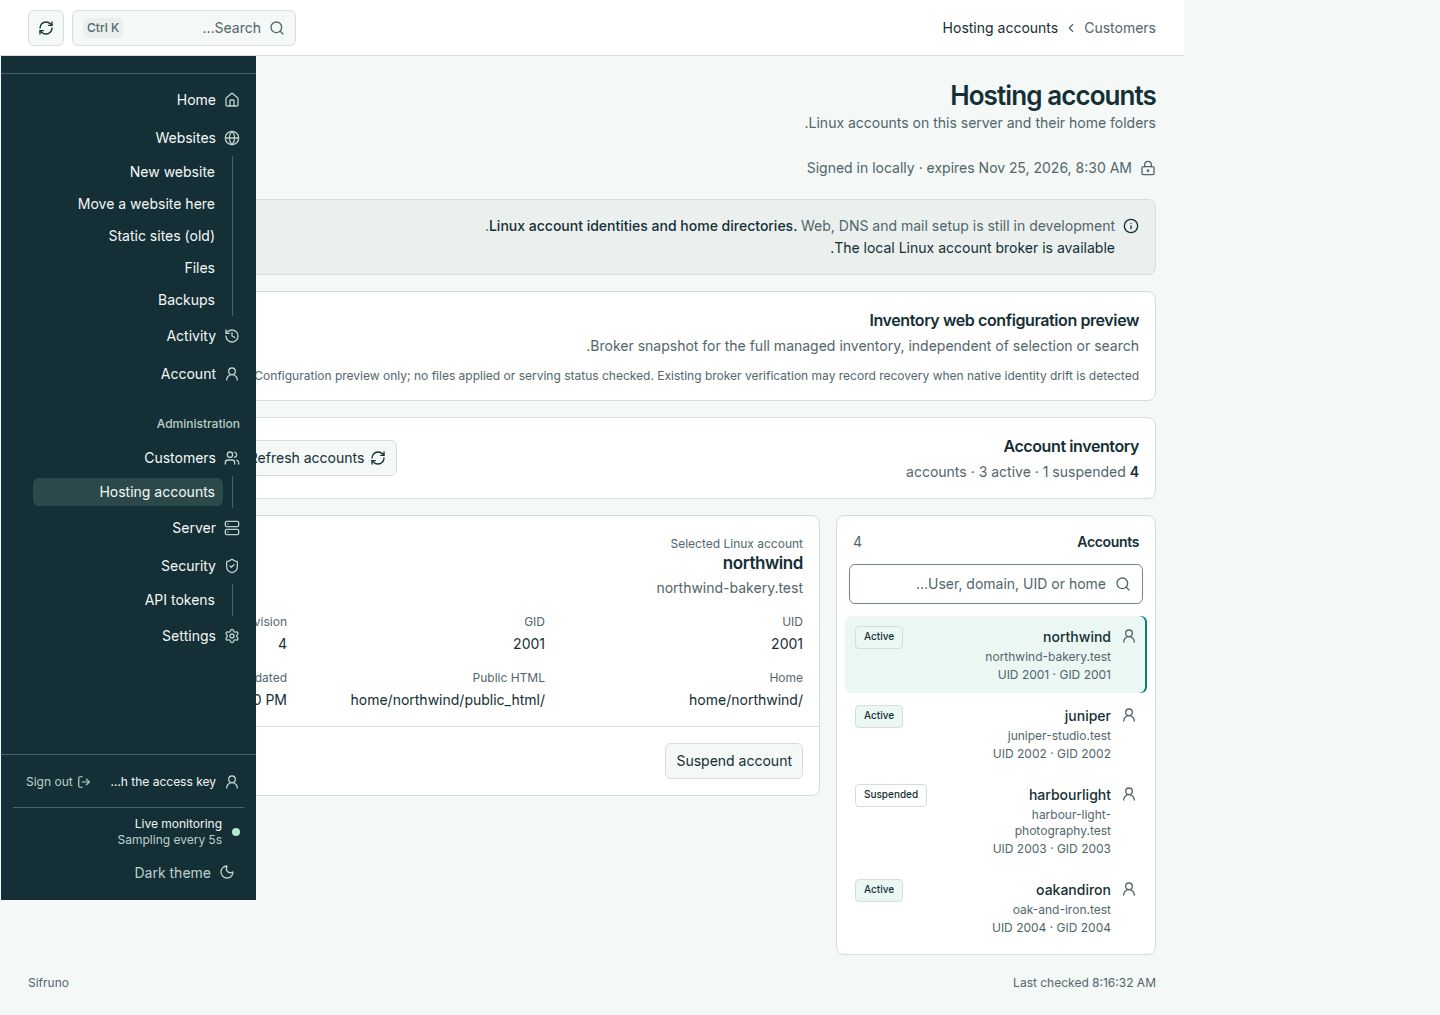 Ctrl K
...Search
Hosting accounts
Customers
Home
Websites
New website
Move a website here
Static sites (old)
Files
Backups
Activity
Account
Administration
Customers
Hosting accounts
Server
Security
API tokens
Settings
Sign out
...h the access key
Live monitoring
Sampling every 5s
Dark theme
Hosting accounts
.Linux accounts on this server and their home folders
Signed in locally · expires Nov 25, 2026, 8:30 AM
.Linux account identities and home directories. Web, DNS and mail setup is still in development
.The local Linux account broker is available
Inventory web configuration preview
.Broker snapshot for the full managed inventory, independent of selection or search
Configuration preview only; no files applied or serving status checked. Existing broker verification may record recovery when native identity drift is detected
Account inventory
accounts · 3 active · 1 suspended 4
Refresh accounts
Accounts
4
...User, domain, UID or home
northwind
Active
northwind-bakery.test
UID 2001 · GID 2001
juniper
Active
juniper-studio.test
UID 2002 · GID 2002
harbourlight
Suspended
harbour-light-
photography.test
UID 2003 · GID 2003
oakandiron
Active
oak-and-iron.test
UID 2004 · GID 2004
Selected Linux account
northwind
northwind-bakery.test
UID
2001
GID
2001
vision
4
Home
home/northwind/
Public HTML
home/northwind/public_html/
dated
0 PM
Suspend account
Sifruno
Last checked 8:16:32 AM